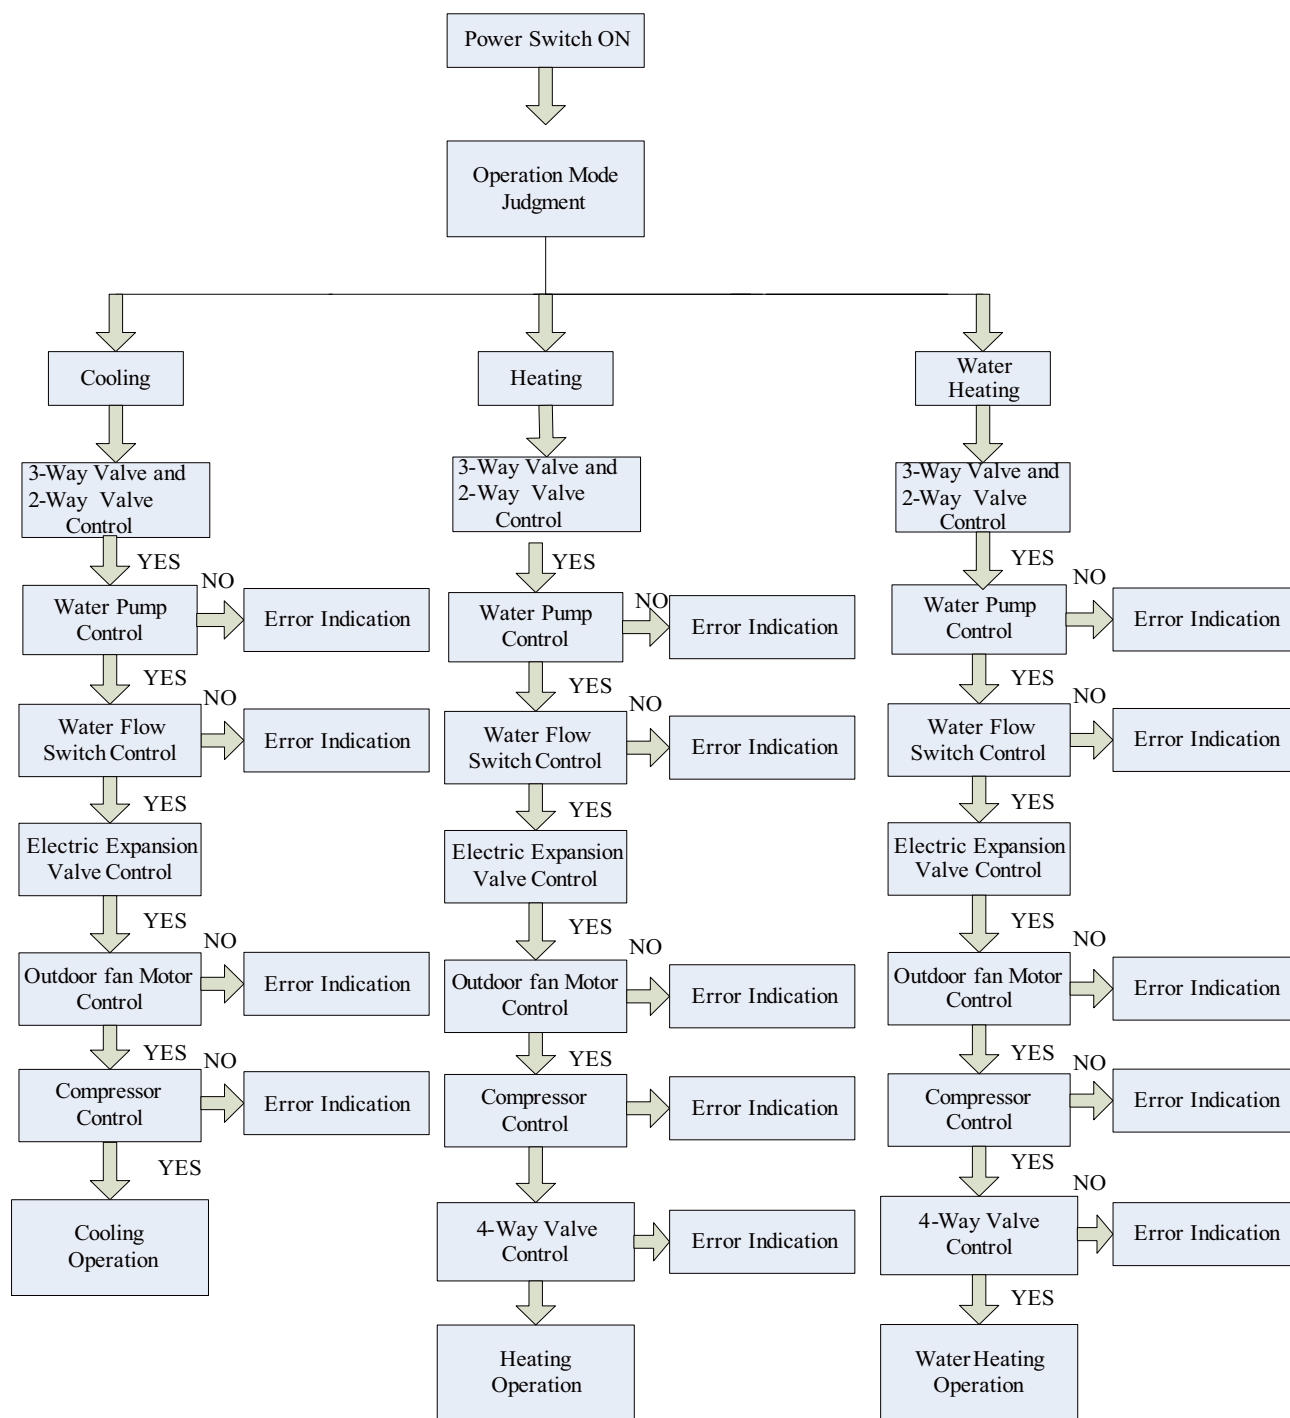 Power Switch ON
Operation Mode
Judgment
Cooling
3-Way Valve and
2-Way Valve
Control
YES
Water Pump
Control
NO
Error Indication
YES
Water Flow
Switch Control
NO
Error Indication
YES
Electric Expansion
Valve Control
YES
Outdoor fan Motor
Control
NO
Error Indication
YES
Compressor
Control
NO
Error Indication
YES
Cooling
Operation
Heating
3-Way Valve and
2-Way Valve
Control
YES
Water Pump
Control
NO
Error Indication
YES
Water Flow
Switch Control
NO
Error Indication
YES
Electric Expansion
Valve Control
YES
Outdoor fan Motor
Control
NO
Error Indication
YES
Compressor
Control
Error Indication
4-Way Valve
Control
Error Indication
Heating
Operation
Water
Heating
3-Way Valve and
2-Way Valve
Control
YES
Water Pump
Control
NO
Error Indication
YES
Water Flow
Switch Control
NO
Error Indication
YES
Electric Expansion
Valve Control
YES
Outdoor fan Motor
Control
NO
Error Indication
YES
Compressor
Control
NO
Error Indication
YES
4-Way Valve
Control
NO
Error Indication
YES
Water Heating
Operation